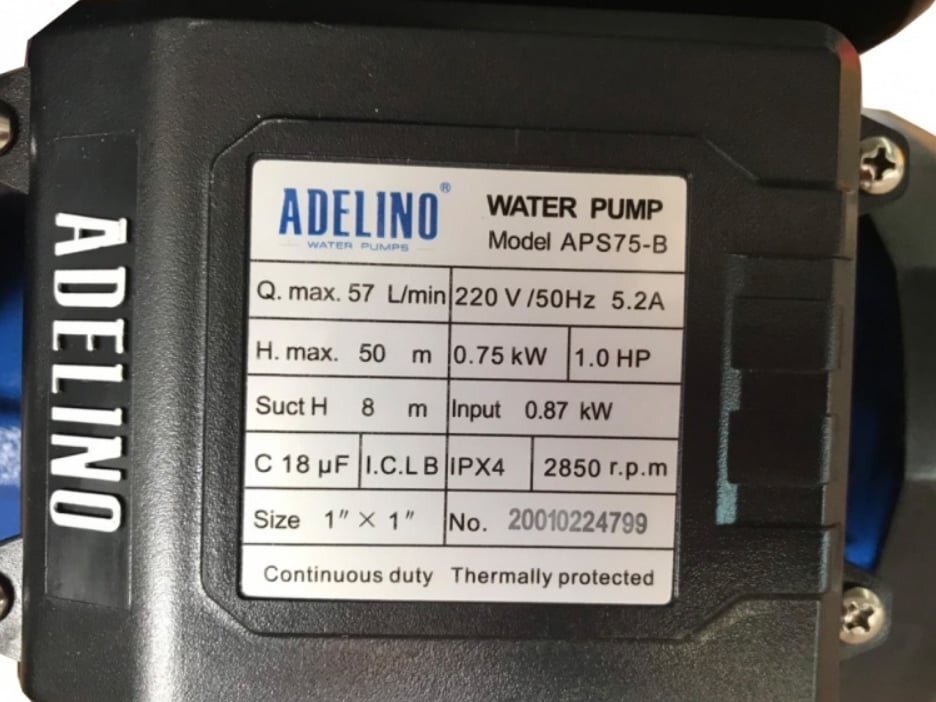 ADELINO
ADELINO®
WATER PUMPS
WATER PUMP
Model APS75-B
Q. max. 57 L/min 220 V /50Hz 5.2A
H. max. 50 m 0.75 kW 1.0 HP
Suct H 8 m Input 0.87 kW
C 18 µF I.C.L B IPX4 2850 r.p.m
Size 1″ × 1″ No. 20010224799
Continuous duty Thermally protected